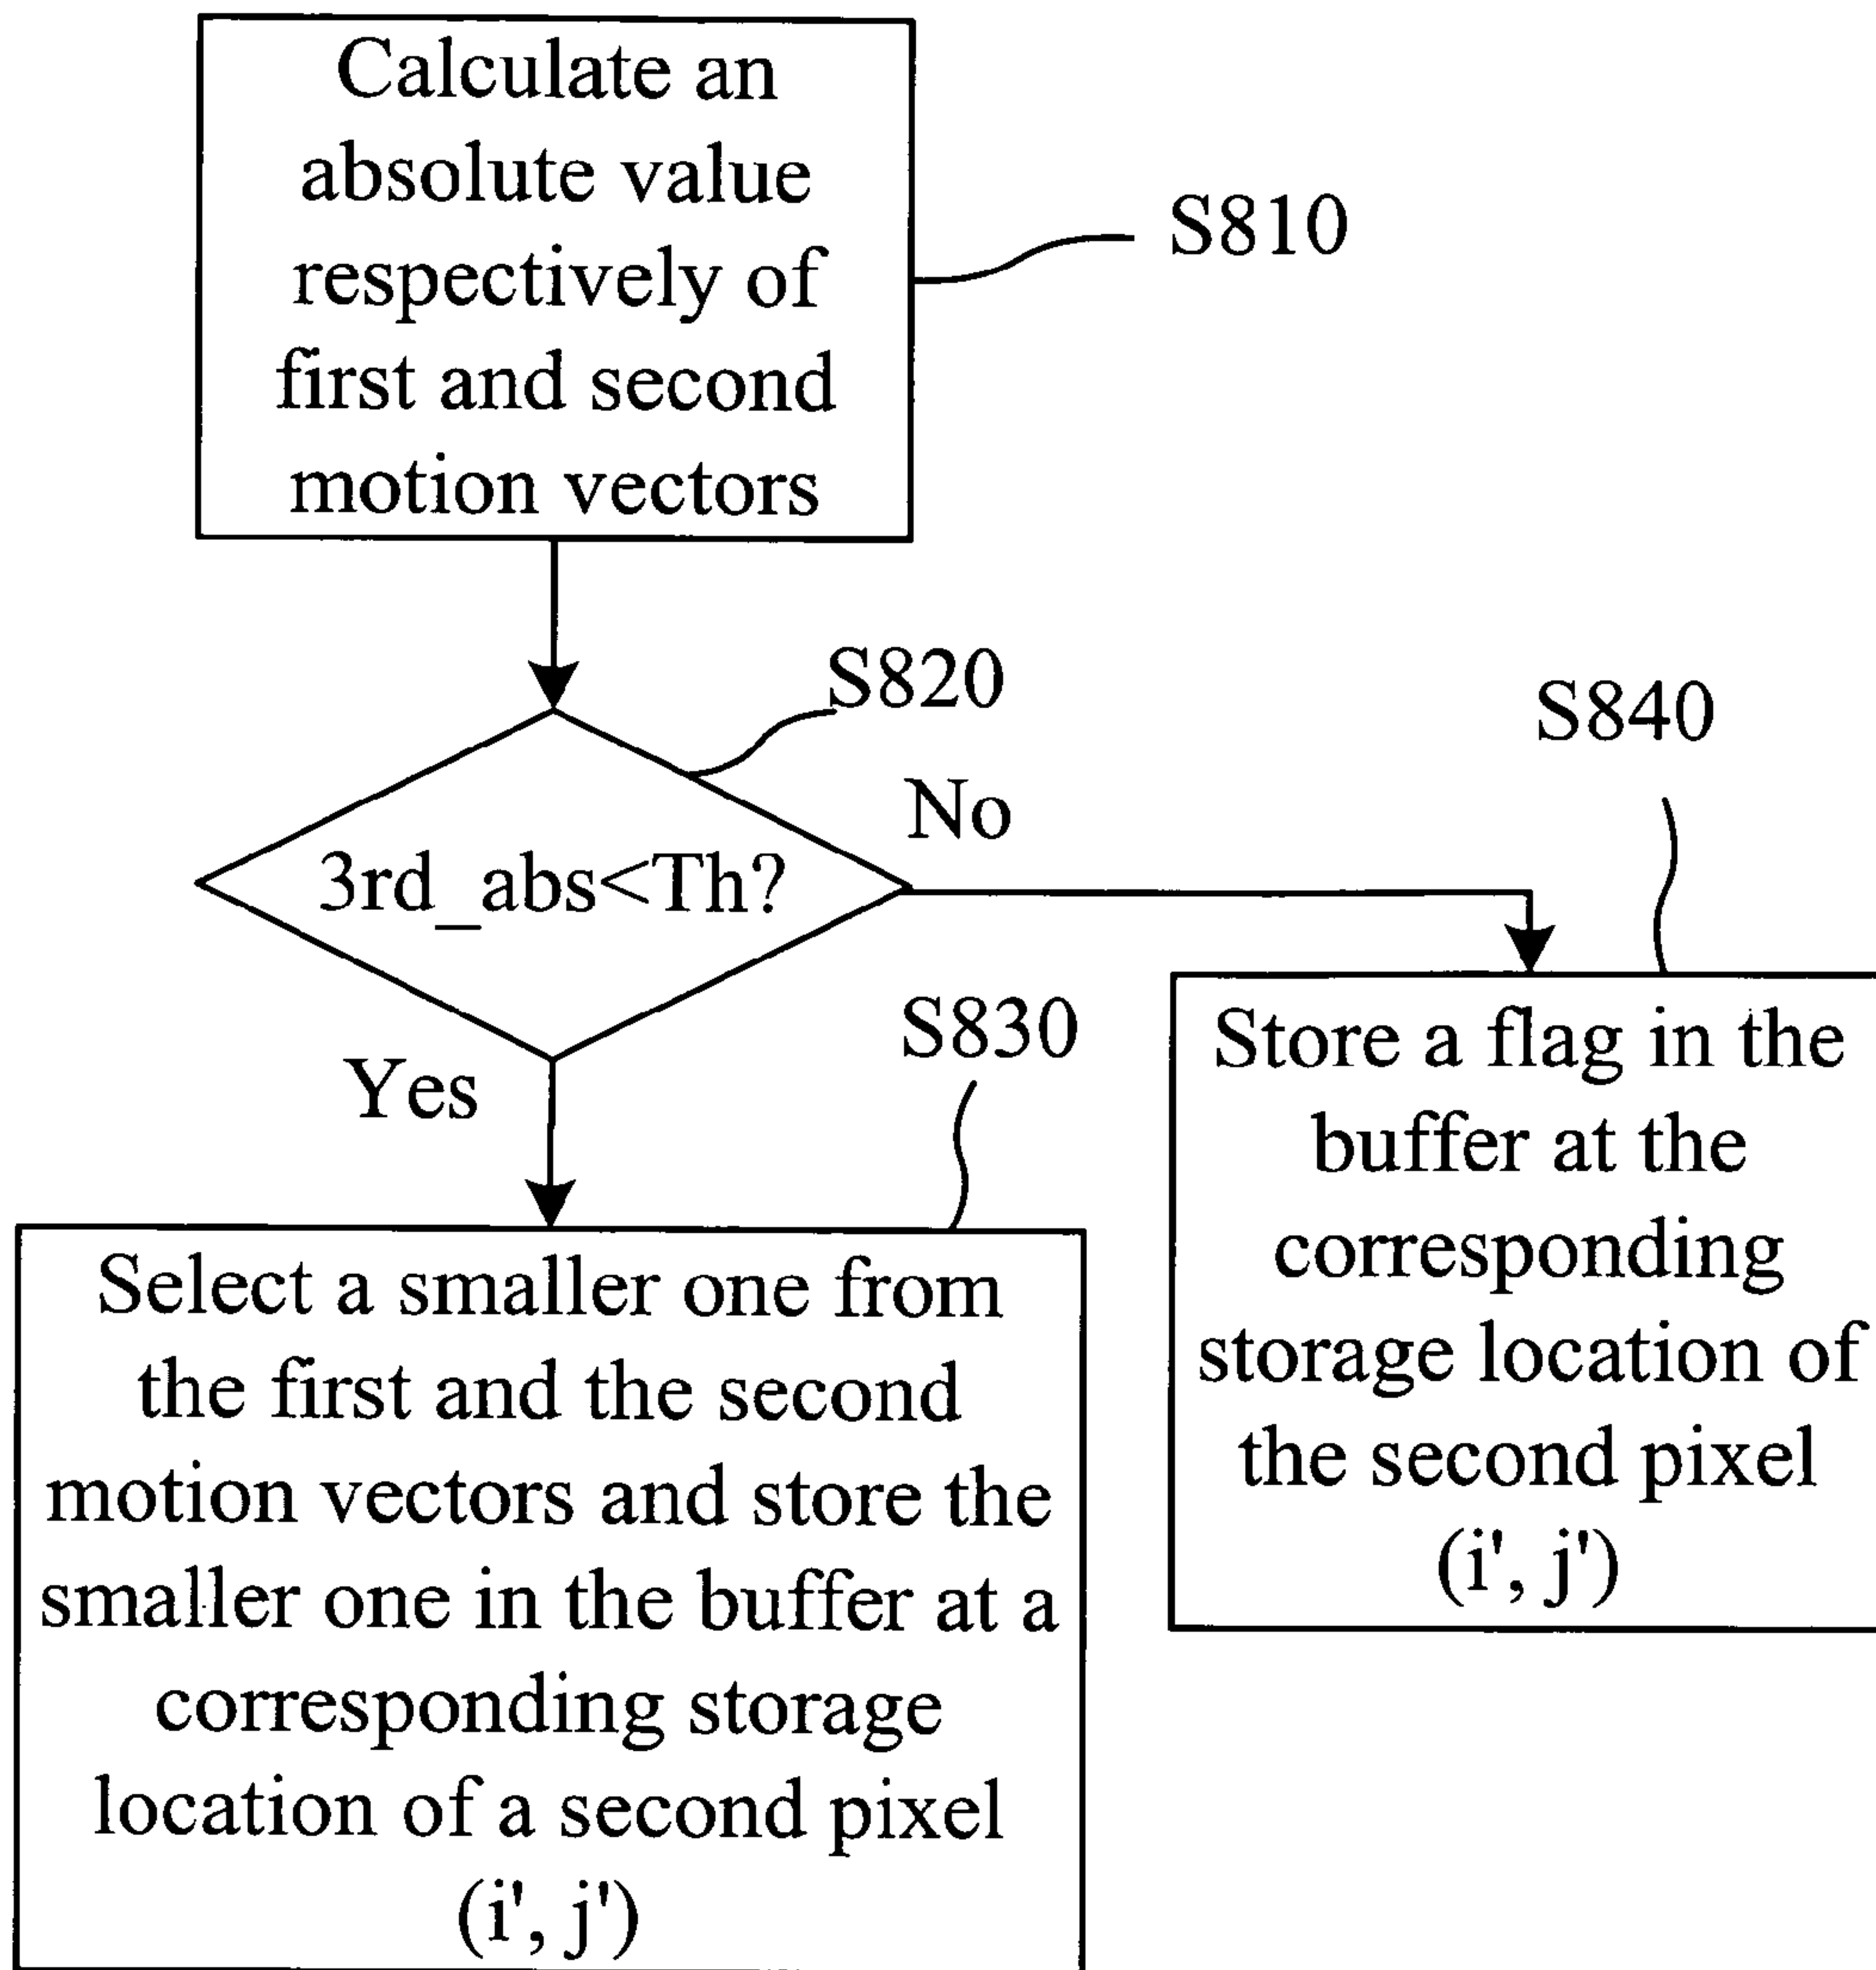 Calculate an
absolute value
respectively of
first and second
motion vectors
S810
S820
3rd_abs<Th?
No
S840
Yes
S830
Store a flag in the
buffer at the
corresponding
storage location of
the second pixel
(i', j')
Select a smaller one from
the first and the second
motion vectors and store the
smaller one in the buffer at a
corresponding storage
location of a second pixel
(i', j')